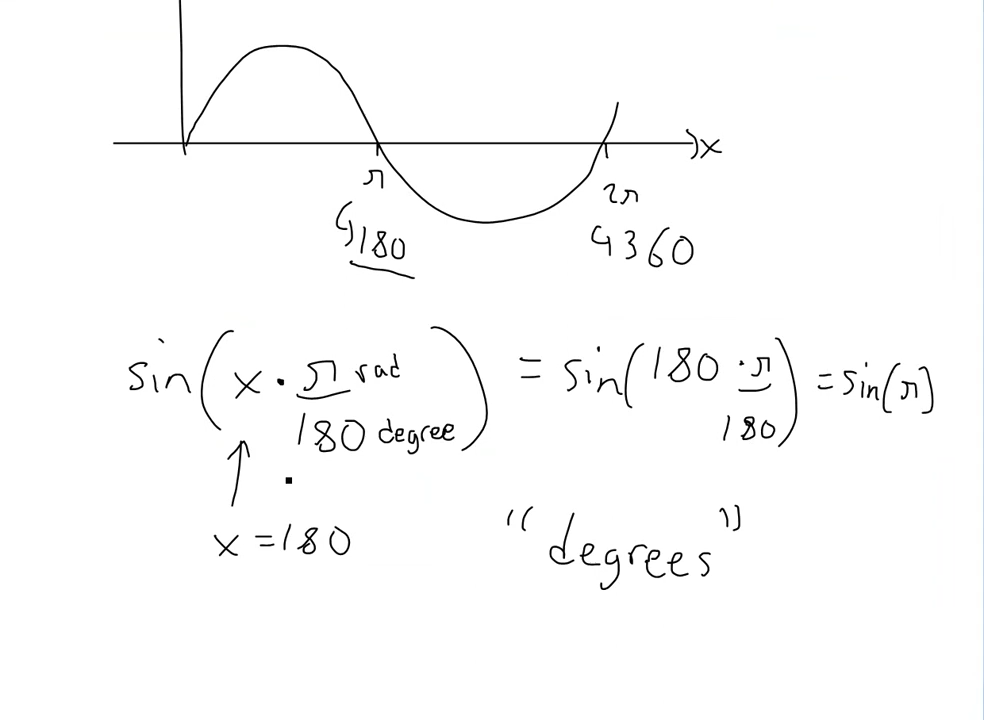 x
π 2π
↳180 ↳360
sin(x · π rad / 180 degree) = sin(180 · π / 180) = sin(π)
↑
x = 180
"degrees"